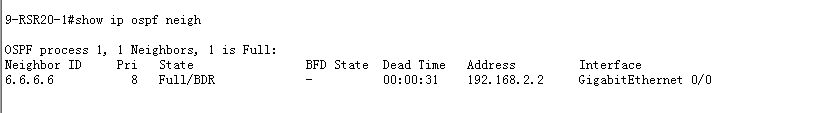 9-RSR20-1#show ip ospf neigh
OSPF process 1, 1 Neighbors, 1 is Full:
Neighbor ID     Pri   State                BFD State  Dead Time   Address         Interface
6.6.6.6           8   Full/BDR             -          00:00:31    192.168.2.2     GigabitEthernet 0/0